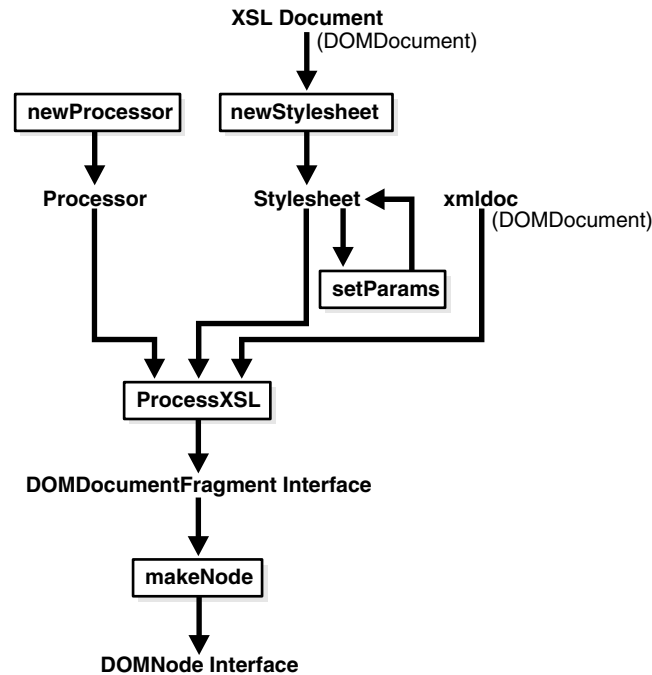 XSL Document
(DOMDocument)
newProcessor
newStylesheet
Processor
Stylesheet
xmldoc
(DOMDocument)
setParams
ProcessXSL
DOMDocumentFragment Interface
makeNode
DOMNode Interface